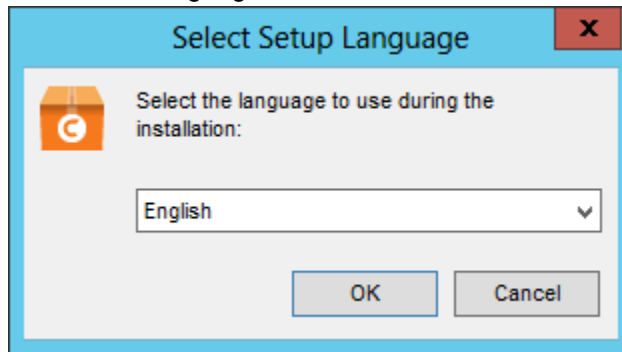 Select Setup Language
x
Select the language to use during the
installation:
English
OK
Cancel